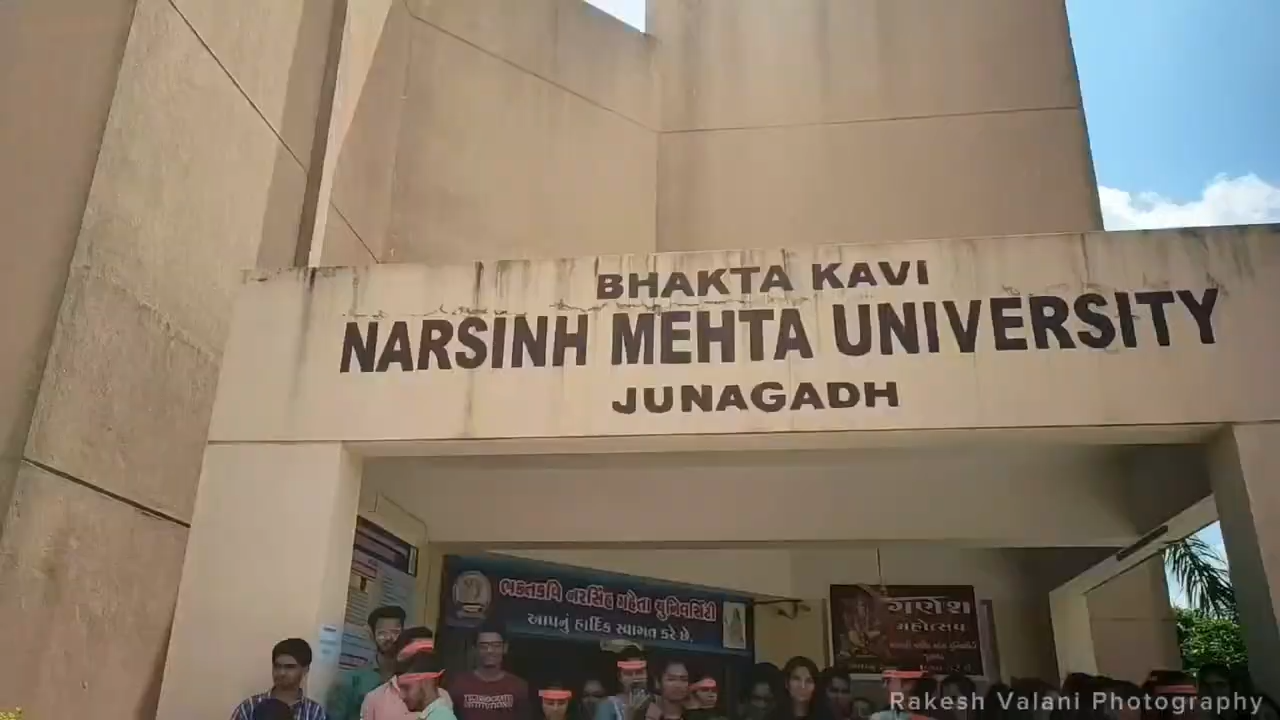 BHAKTA KAVI
NARSINH MEHTA UNIVERSITY
JUNAGADH
ભક્તકવિ નરસિંહ મહેતા યુનિવર્સિટી
આપનું હાર્દિક સ્વાગત કરે છે.
ગણેશ
મહોત્સવ
Rakesh Valani Photography